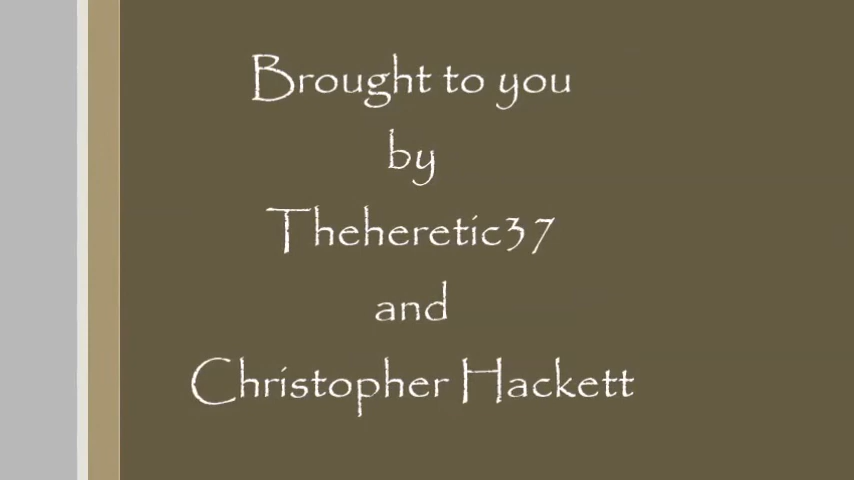 Brought to you
by
Theheretic37
and
Christopher Hackett